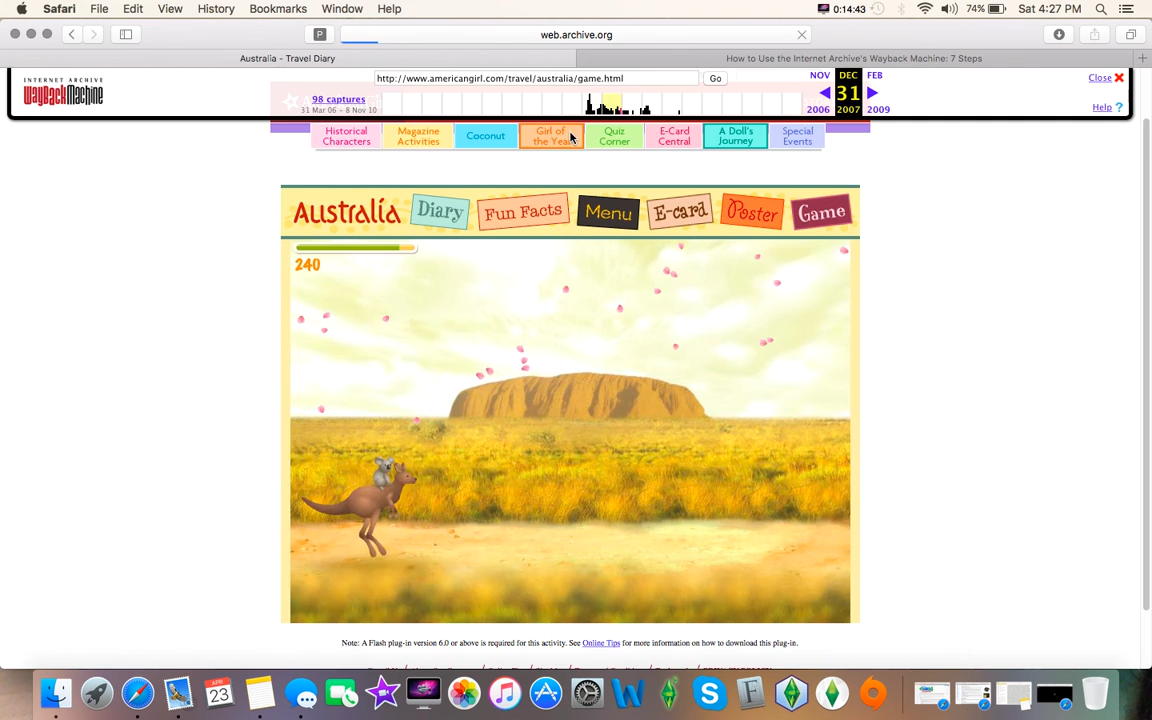 Safari File Edit View History Bookmarks Window Help 0:14:43 74% Sat 4:27 PM
P web.archive.org
Australia - Travel Diary How to Use the Internet Archive's Wayback Machine: 7 Steps
INTERNET ARCHIVE
WayBackMachine
http://www.americangirl.com/travel/australia/game.html Go
98 captures
31 Mar 06 - 8 Nov 10
NOV DEC FEB
31
2006 2007 2009
Close
Help ?
Historical Characters
Magazine Activities
Coconut
Girl of the Year
Quiz Corner
E-Card Central
A Doll's Journey
Special Events
Australia Diary Fun Facts Menu E-card Poster Game
240
Note: A Flash plug-in version 6.0 or above is required for this activity. See Online Tips for more information on how to download this plug-in.
APR
23
W
S
F